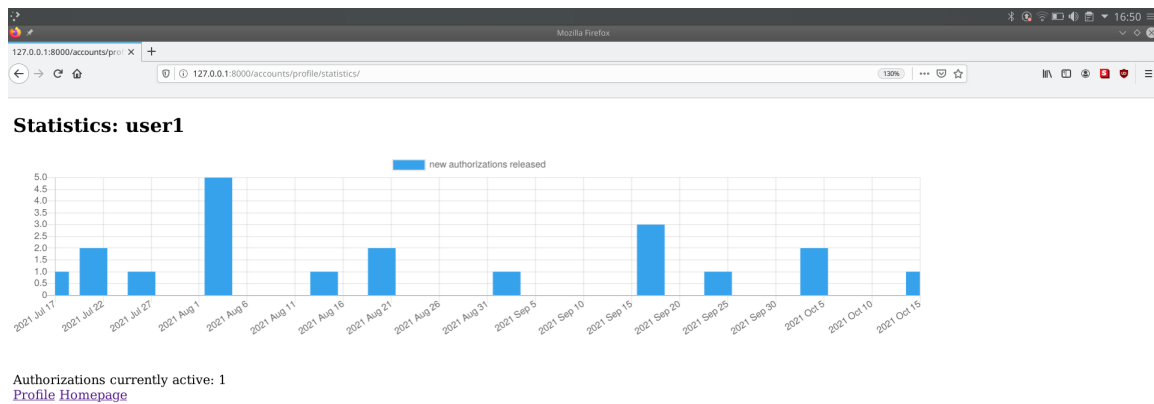 16:50
Mozilla Firefox
127.0.0.1:8000/accounts/prof
127.0.0.1:8000/accounts/profile/statistics/
130%
Statistics: user1
new authorizations released
5.0
4.5
4.0
3.5
3.0
2.5
2.0
1.5
1.0
0.5
0
2021 Jul 17
2021 Jul 22
2021 Jul 27
2021 Aug 1
2021 Aug 6
2021 Aug 11
2021 Aug 16
2021 Aug 21
2021 Aug 26
2021 Aug 31
2021 Sep 5
2021 Sep 10
2021 Sep 15
2021 Sep 20
2021 Sep 25
2021 Sep 30
2021 Oct 5
2021 Oct 10
2021 Oct 15
Authorizations currently active: 1
Profile Homepage